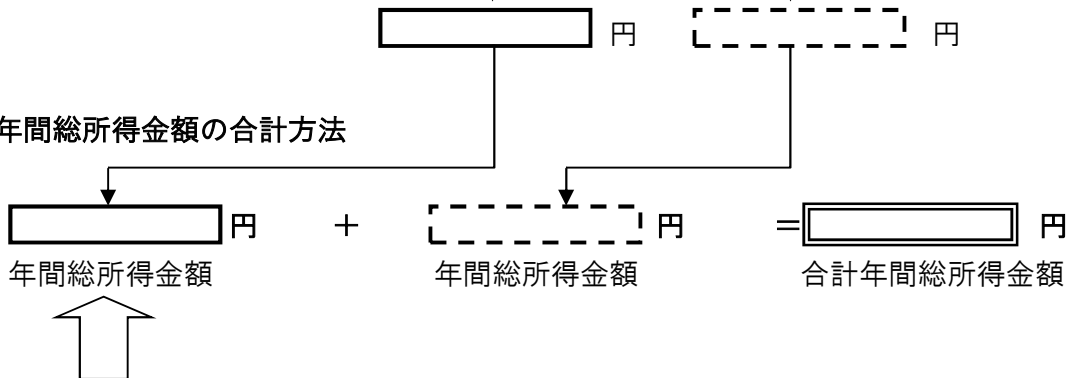 円 円
年間総所得金額の合計方法
円 + 円 =円
年間総所得金額 年間総所得金額 合計年間総所得金額